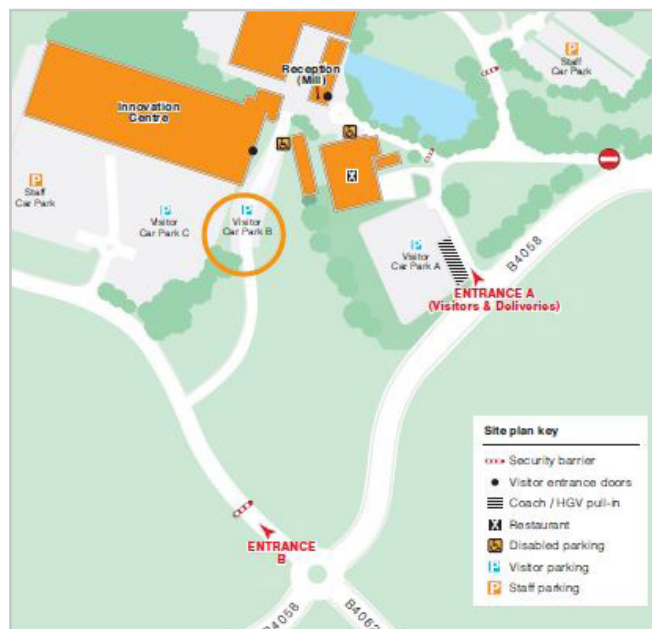 Reception
(Mill)
Staff
Car Park
Innovation
Centre
Staff
Car Park
Visitor
Car Park C
Visitor
Car Park B
Visitor
Car Park A
B4058
ENTRANCE A
(Visitors & Deliveries)
Site plan key
Security barrier
Visitor entrance doors
Coach / HGV pull-in
Restaurant
Disabled parking
Visitor parking
Staff parking
ENTRANCE
B
B4058